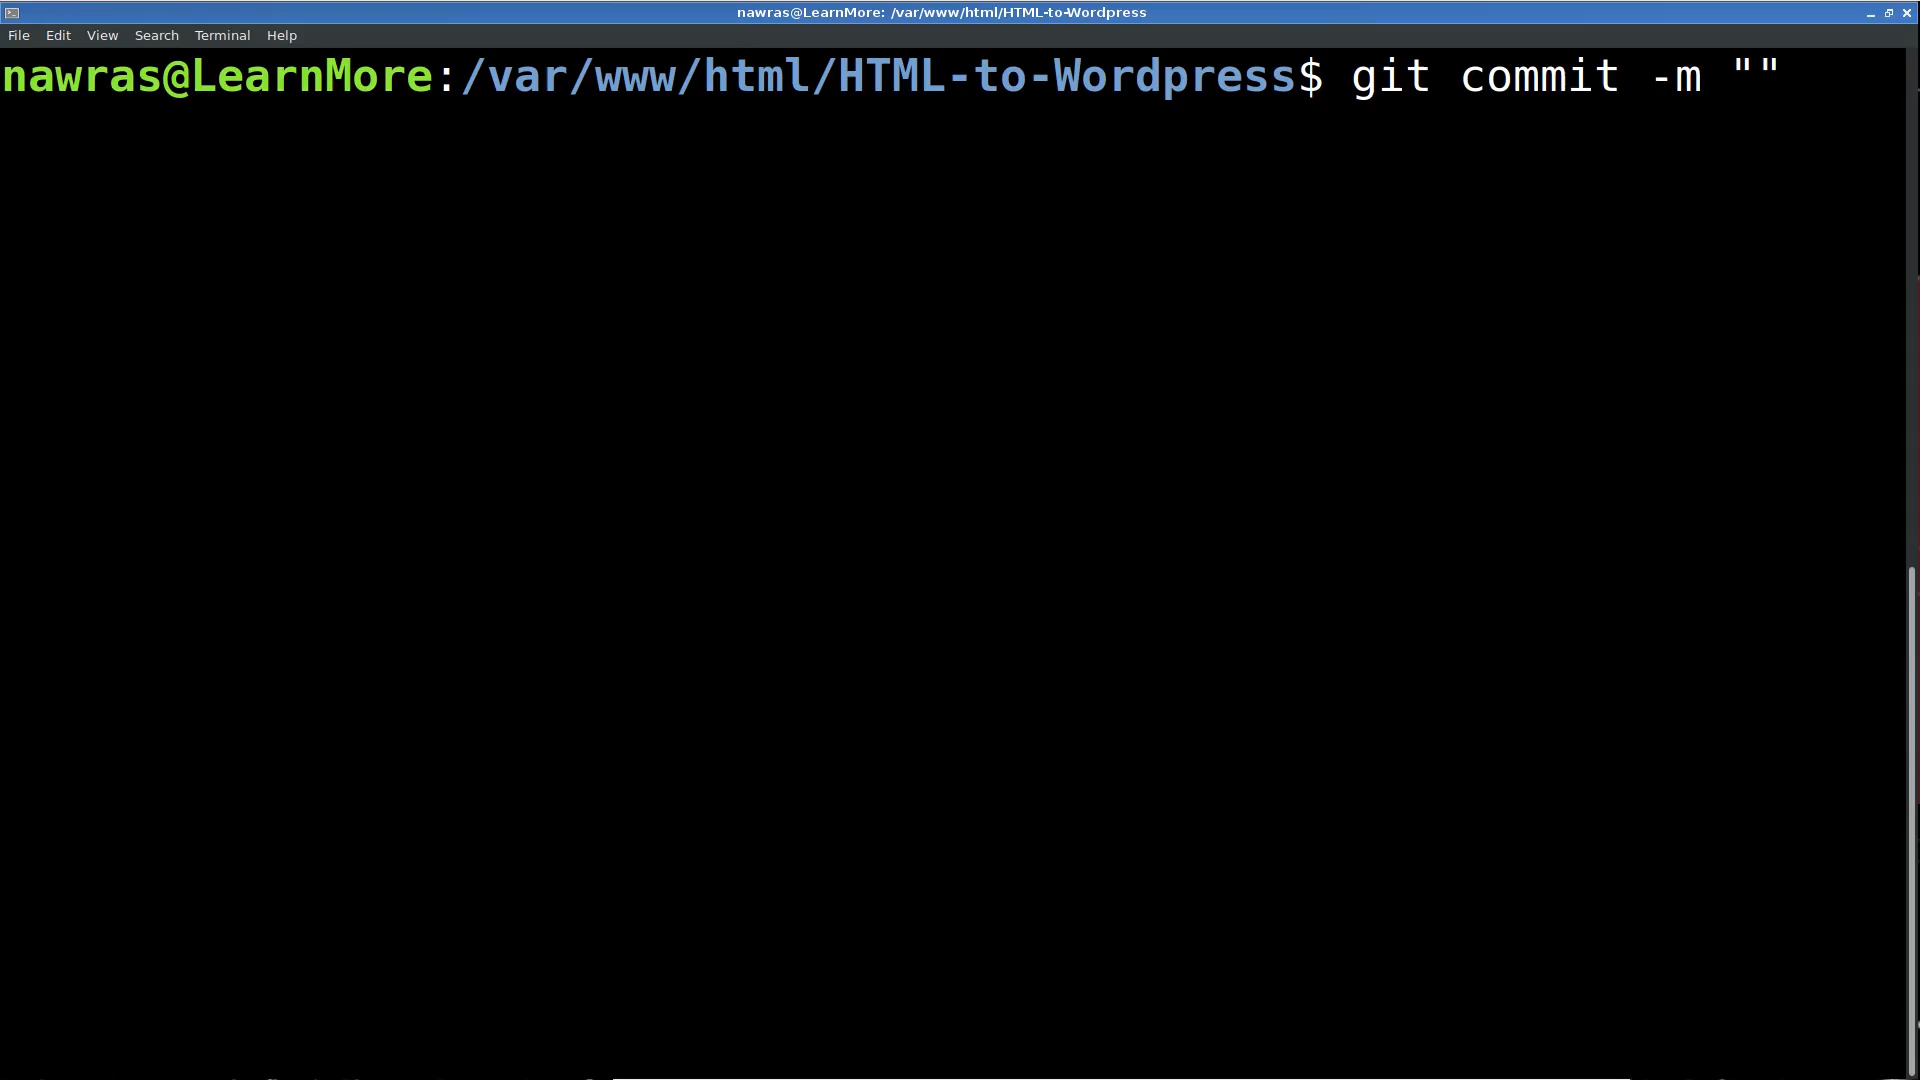 nawras@LearnMore: /var/www/html/HTML-to-Wordpress
File Edit View Search Terminal Help
nawras@LearnMore:/var/www/html/HTML-to-Wordpress$ git commit -m ""